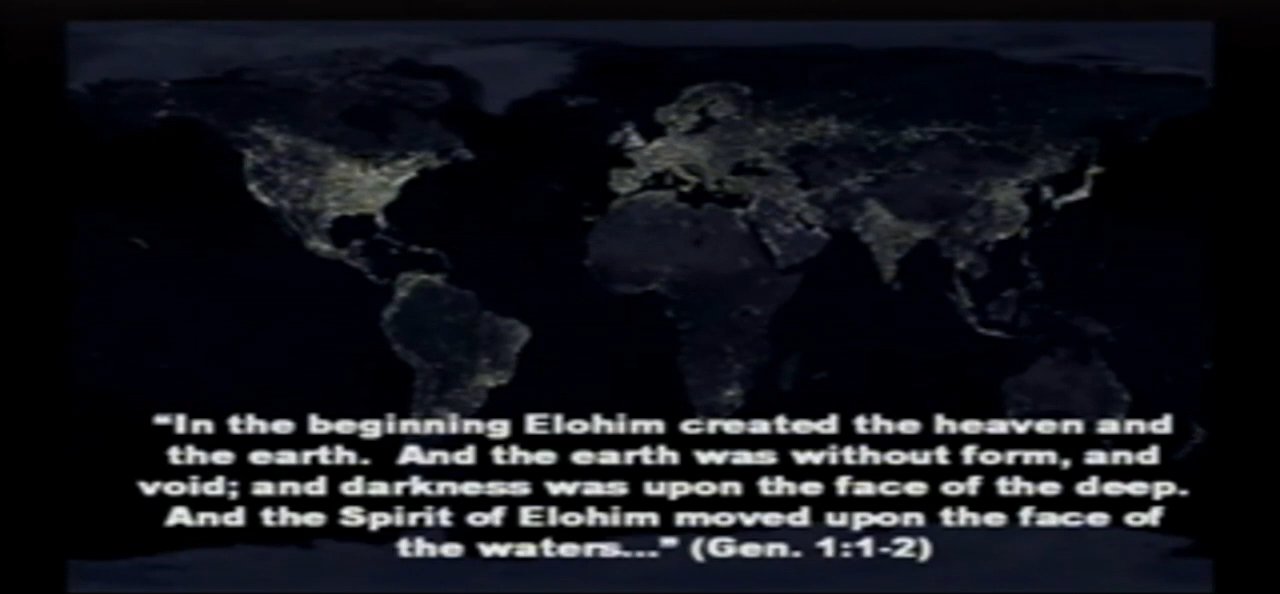 “In the beginning Elohim created the heaven and
the earth.  And the earth was without form, and
void; and darkness was upon the face of the deep.
And the Spirit of Elohim moved upon the face of
the waters...” (Gen. 1:1-2)